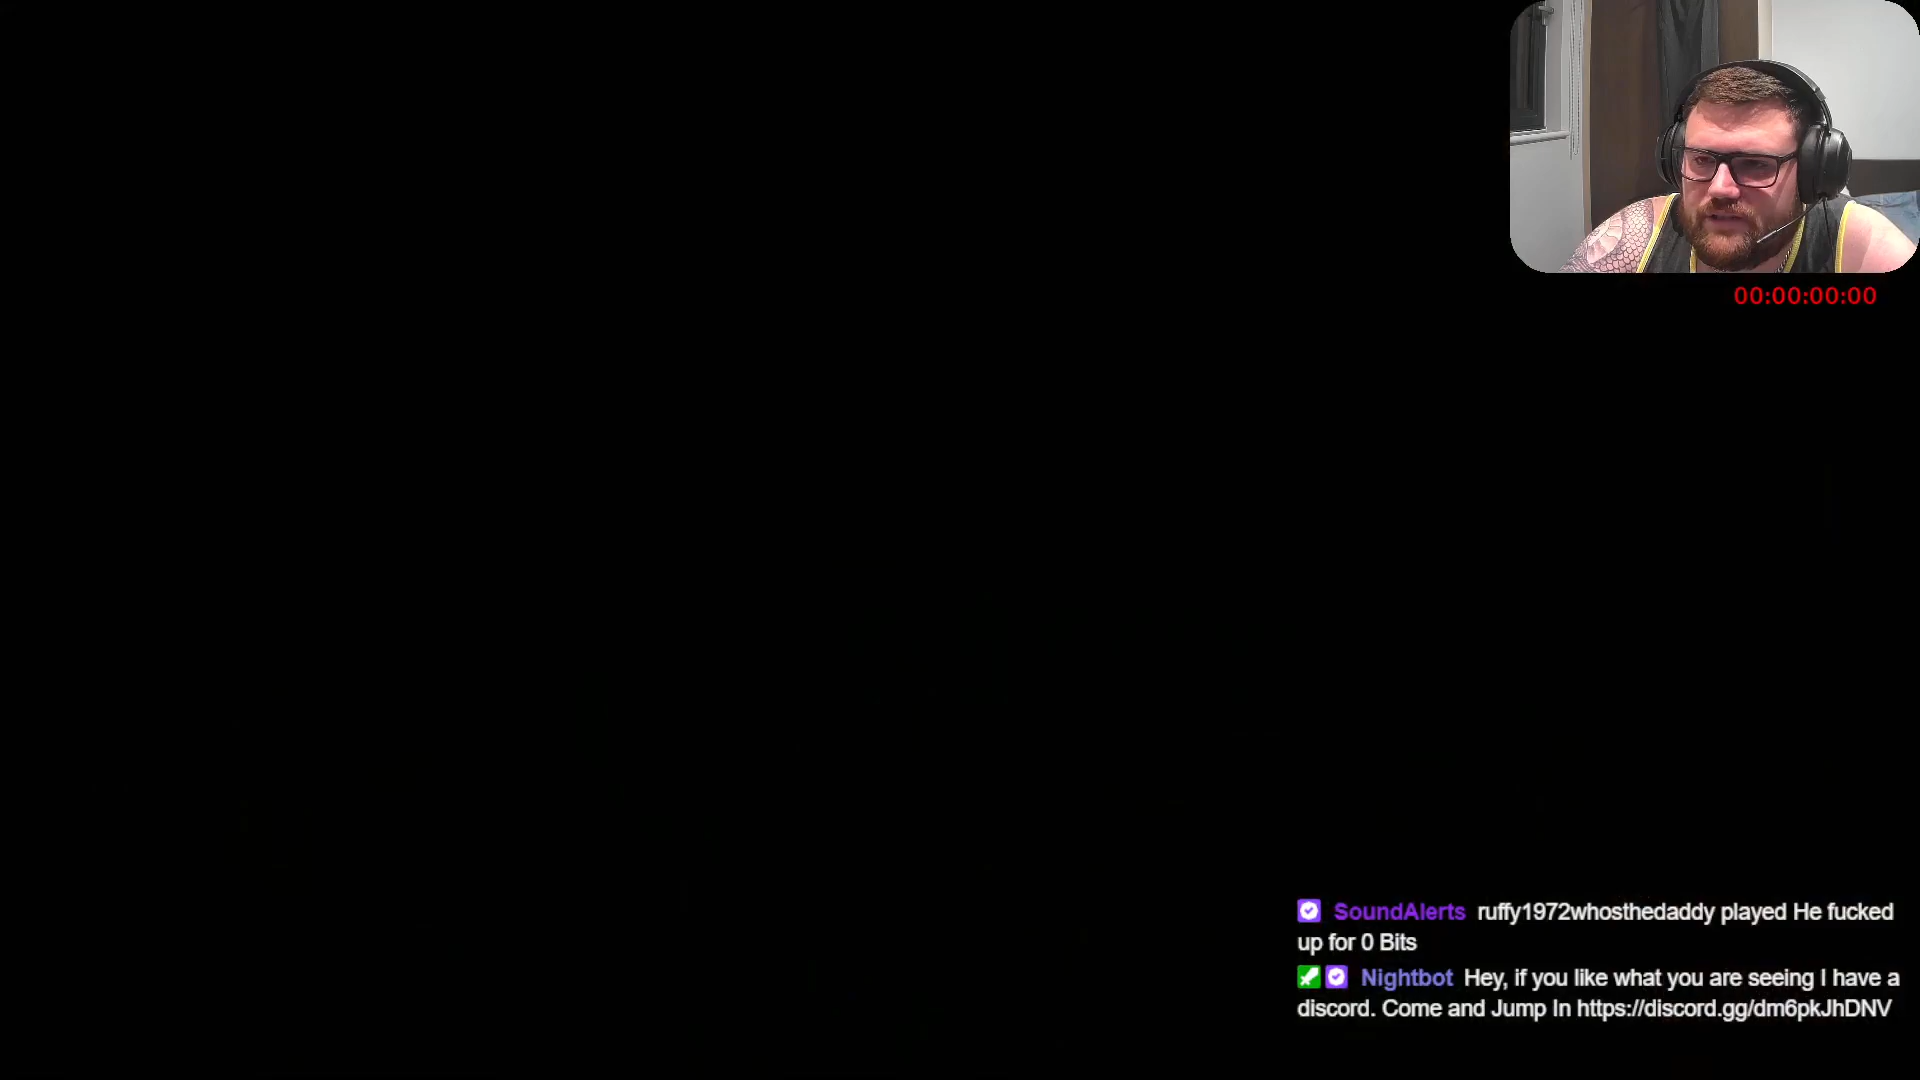 00:00:00:00
SoundAlerts ruffy1972whosthedaddy played He fucked
up for 0 Bits
Nightbot Hey, if you like what you are seeing I have a
discord. Come and Jump In https://discord.gg/dm6pkJhDNV